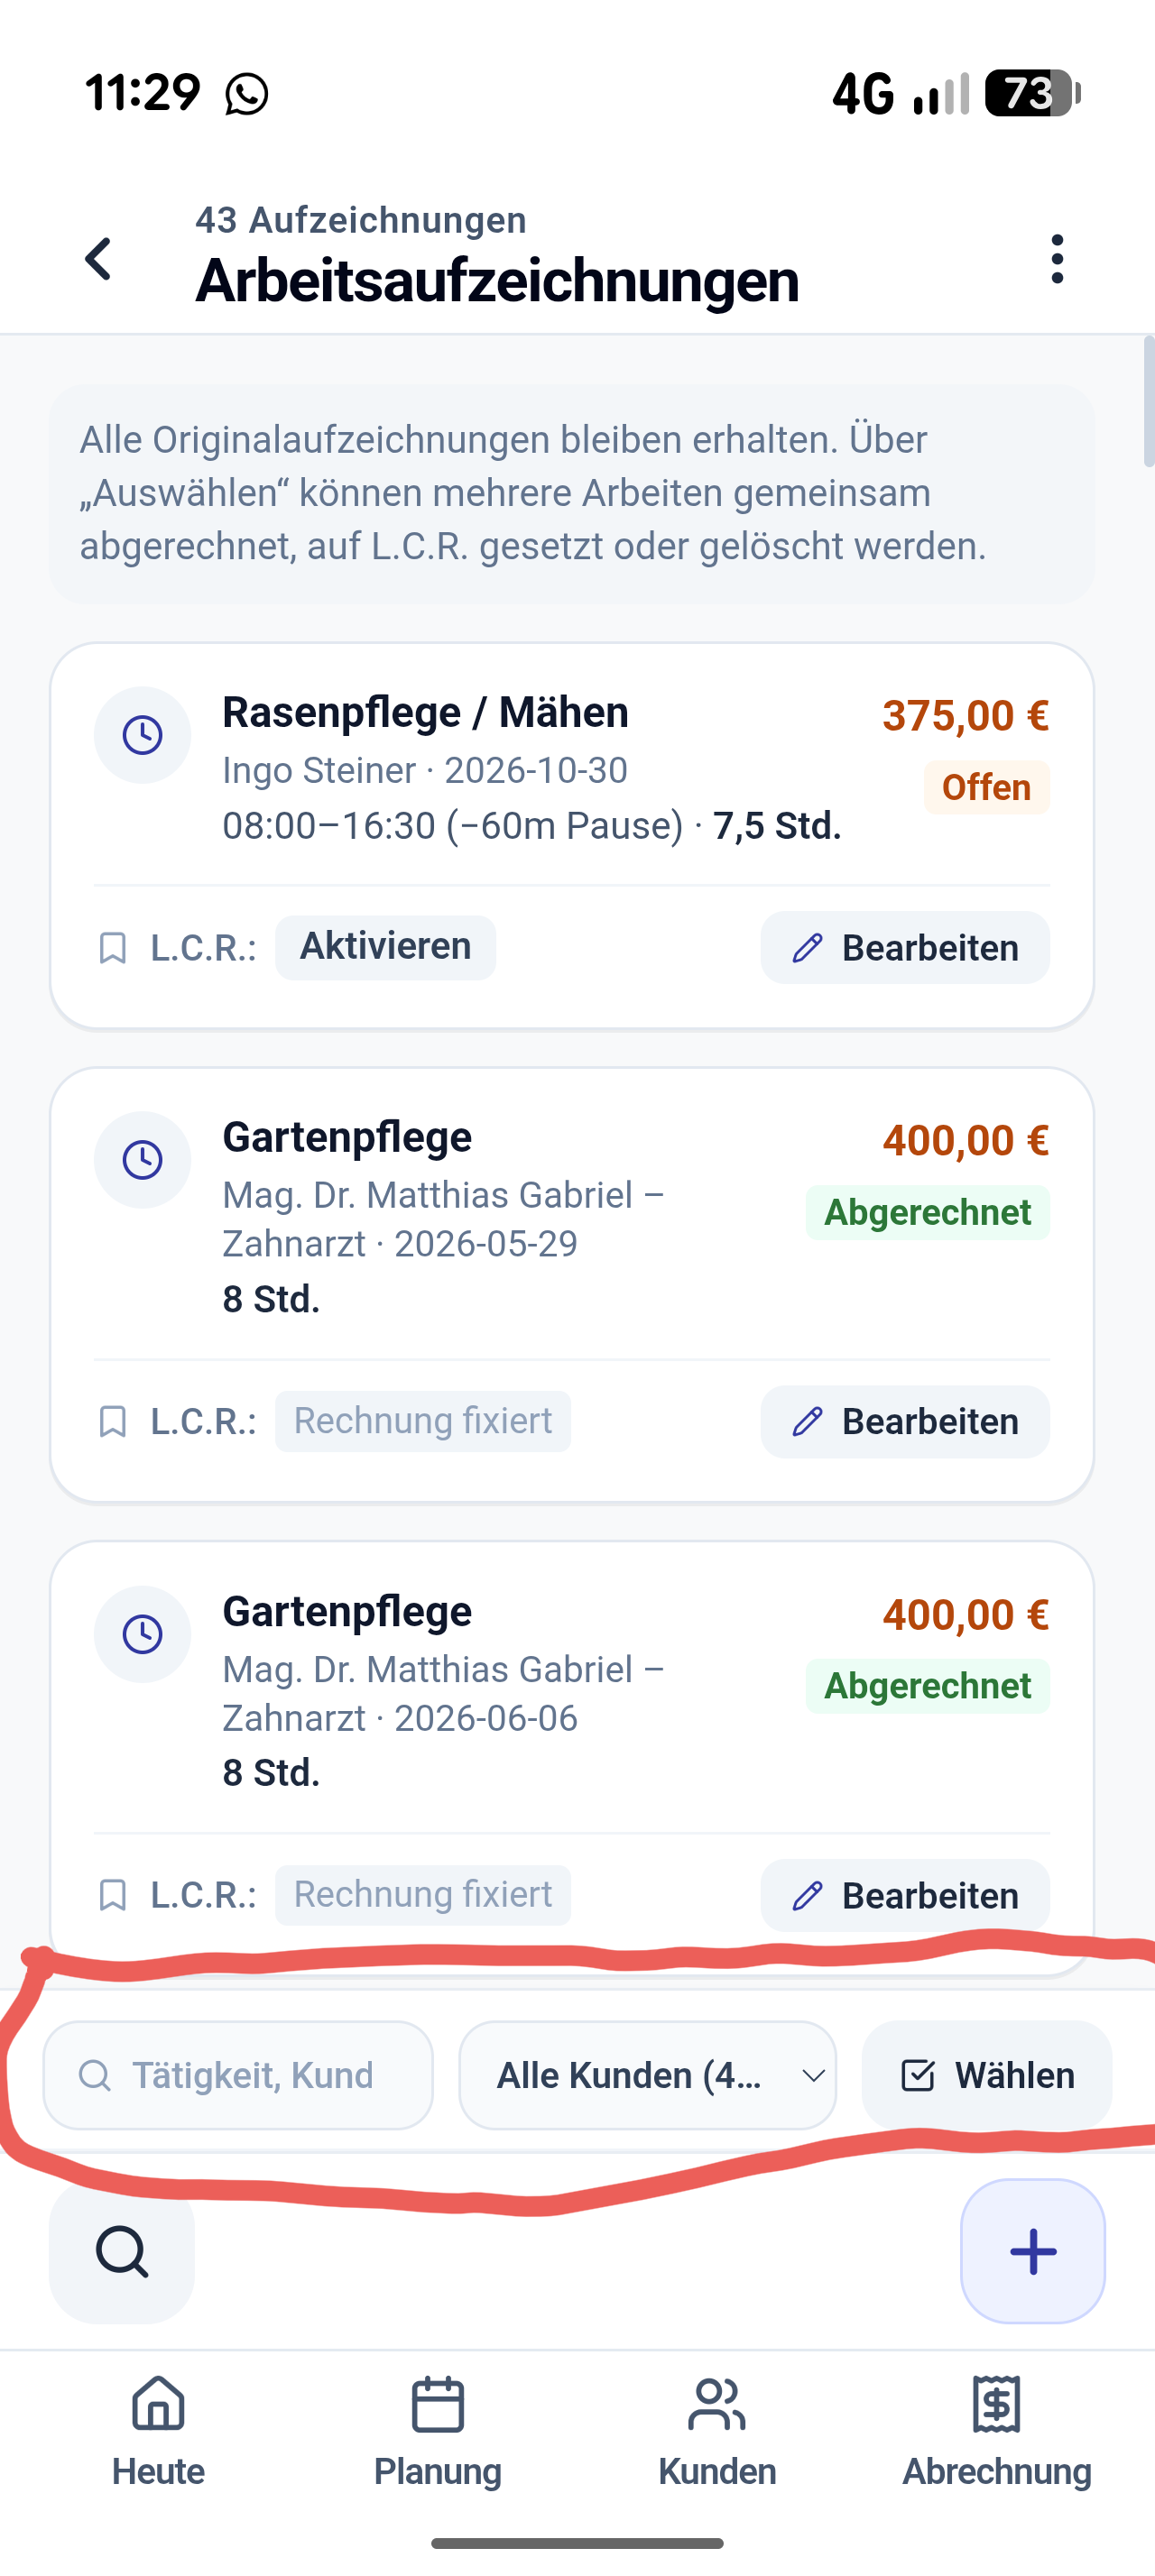 11:29
4G
73
43 Aufzeichnungen
Arbeitsaufzeichnungen
Alle Originalaufzeichnungen bleiben erhalten. Über
„Auswählen“ können mehrere Arbeiten gemeinsam
abgerechnet, auf L.C.R. gesetzt oder gelöscht werden.
Rasenpflege / Mähen
375,00 €
Ingo Steiner · 2026-10-30
Offen
08:00–16:30 (−60m Pause) · 7,5 Std.
L.C.R.: Aktivieren
Bearbeiten
Gartenpflege
400,00 €
Mag. Dr. Matthias Gabriel –
Zahnarzt · 2026-05-29
Abgerechnet
8 Std.
L.C.R.: Rechnung fixiert
Bearbeiten
Gartenpflege
400,00 €
Mag. Dr. Matthias Gabriel –
Zahnarzt · 2026-06-06
Abgerechnet
8 Std.
L.C.R.: Rechnung fixiert
Bearbeiten
Tätigkeit, Kund
Alle Kunden (4...
Wählen
Heute
Planung
Kunden
Abrechnung